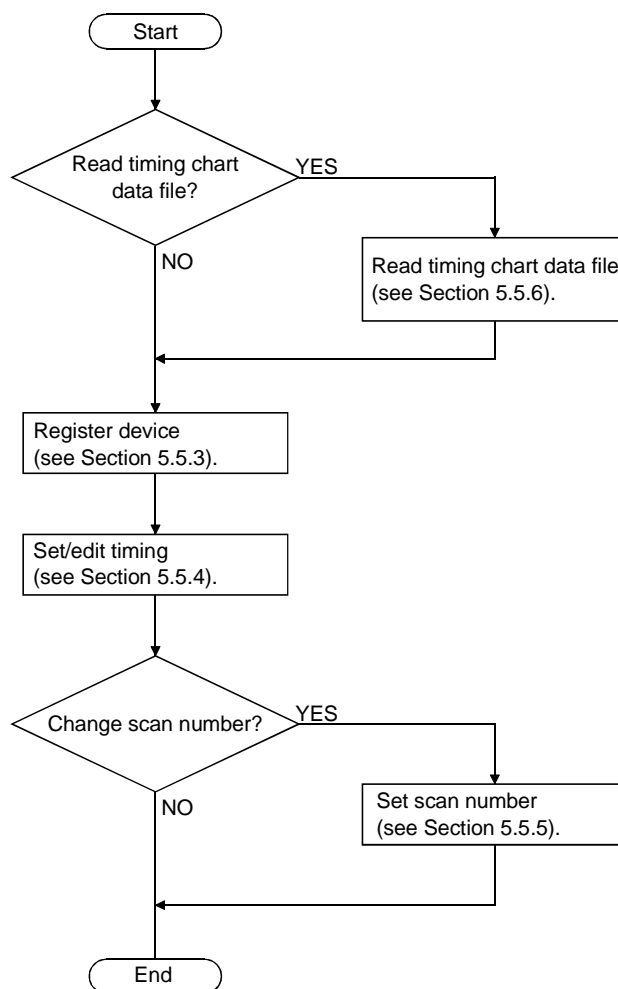 Start
Read timing chart
data file?
YES
NO
Read timing chart data file
(see Section 5.5.6).
Register device
(see Section 5.5.3).
Set/edit timing
(see Section 5.5.4).
Change scan number?
YES
NO
Set scan number
(see Section 5.5.5).
End